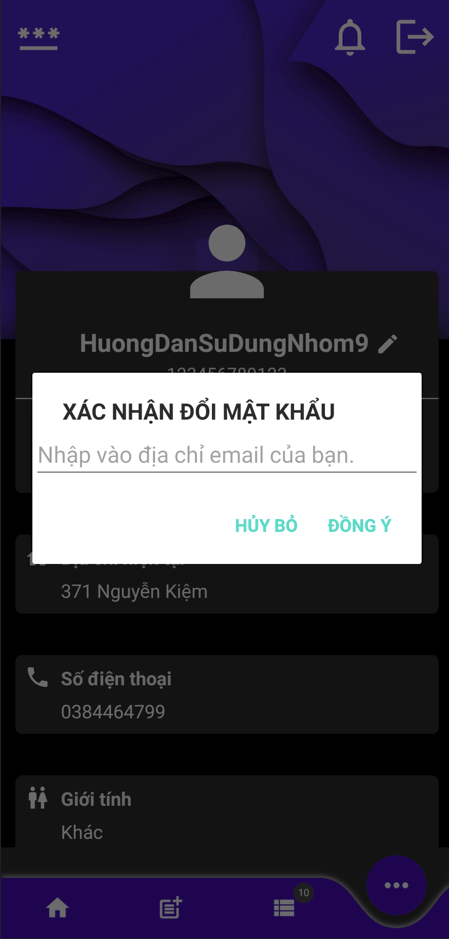 ***
HuongDanSuDungNhom9
XÁC NHẬN ĐỔI MẬT KHẨU
Nhập vào địa chỉ email của bạn.
HỦY BỎ ĐỒNG Ý
371 Nguyễn Kiệm
Số điện thoại
0384464799
Giới tính
Khác
10